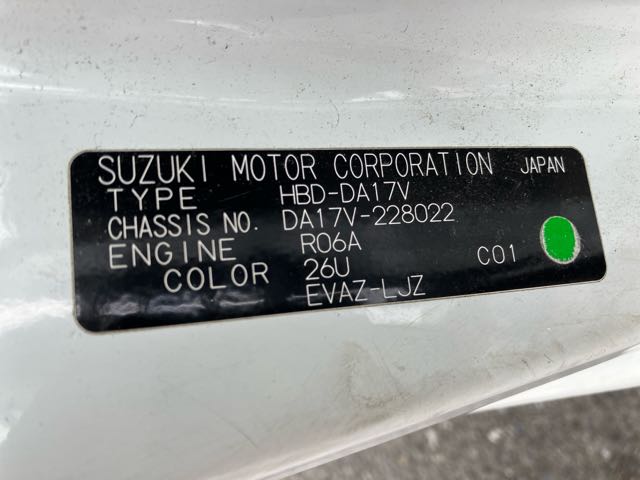 SUZUKI MOTOR CORPORATION JAPAN
TYPE HBD-DA17V
CHASSIS NO. DA17V-228022
ENGINE R06A
COLOR 26U C01
EVAZ-LJZ